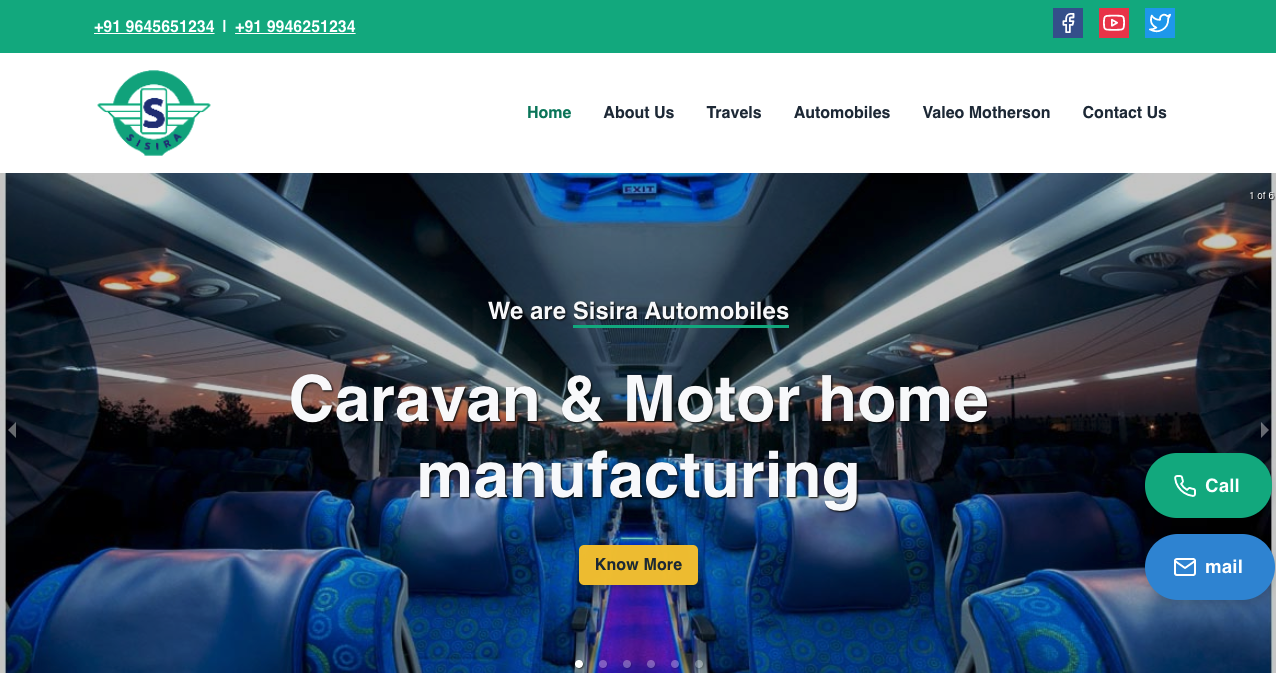 +91 9645651234 | +91 9946251234
S
SISIRA
Home About Us Travels Automobiles Valeo Motherson Contact Us
EXIT
1 of 6
We are Sisira Automobiles
Caravan & Motor home
manufacturing
Call
Know More
mail